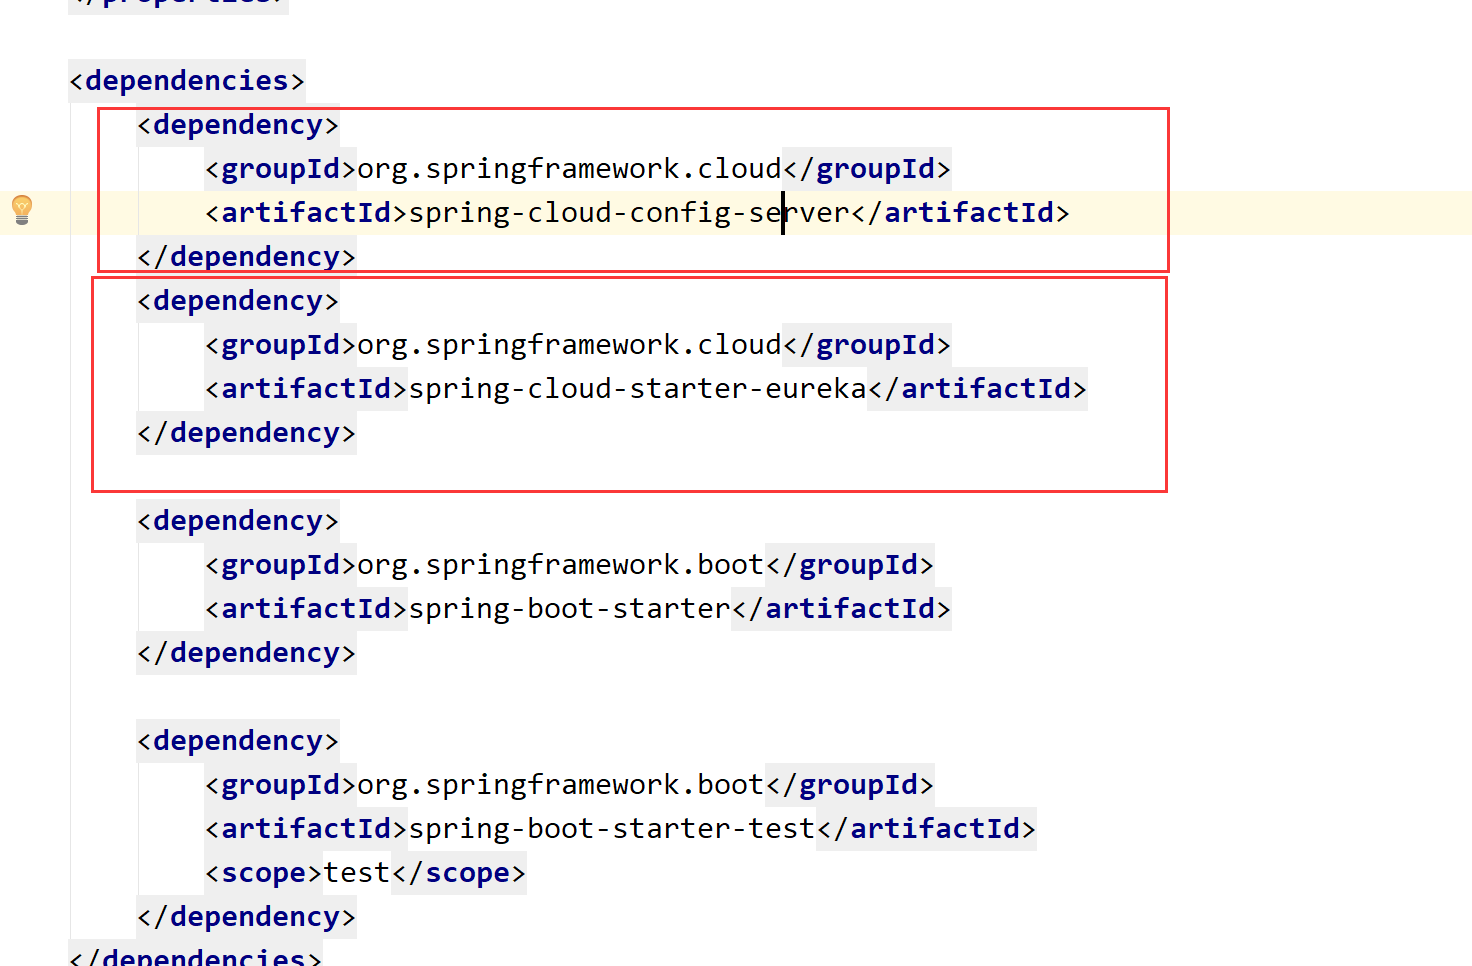 </properties>
<dependencies>
<dependency>
<groupId>org.springframework.cloud</groupId>
<artifactId>spring-cloud-config-server</artifactId>
</dependency>
<dependency>
<groupId>org.springframework.cloud</groupId>
<artifactId>spring-cloud-starter-eureka</artifactId>
</dependency>
<dependency>
<groupId>org.springframework.boot</groupId>
<artifactId>spring-boot-starter</artifactId>
</dependency>
<dependency>
<groupId>org.springframework.boot</groupId>
<artifactId>spring-boot-starter-test</artifactId>
<scope>test</scope>
</dependency>
</dependencies>